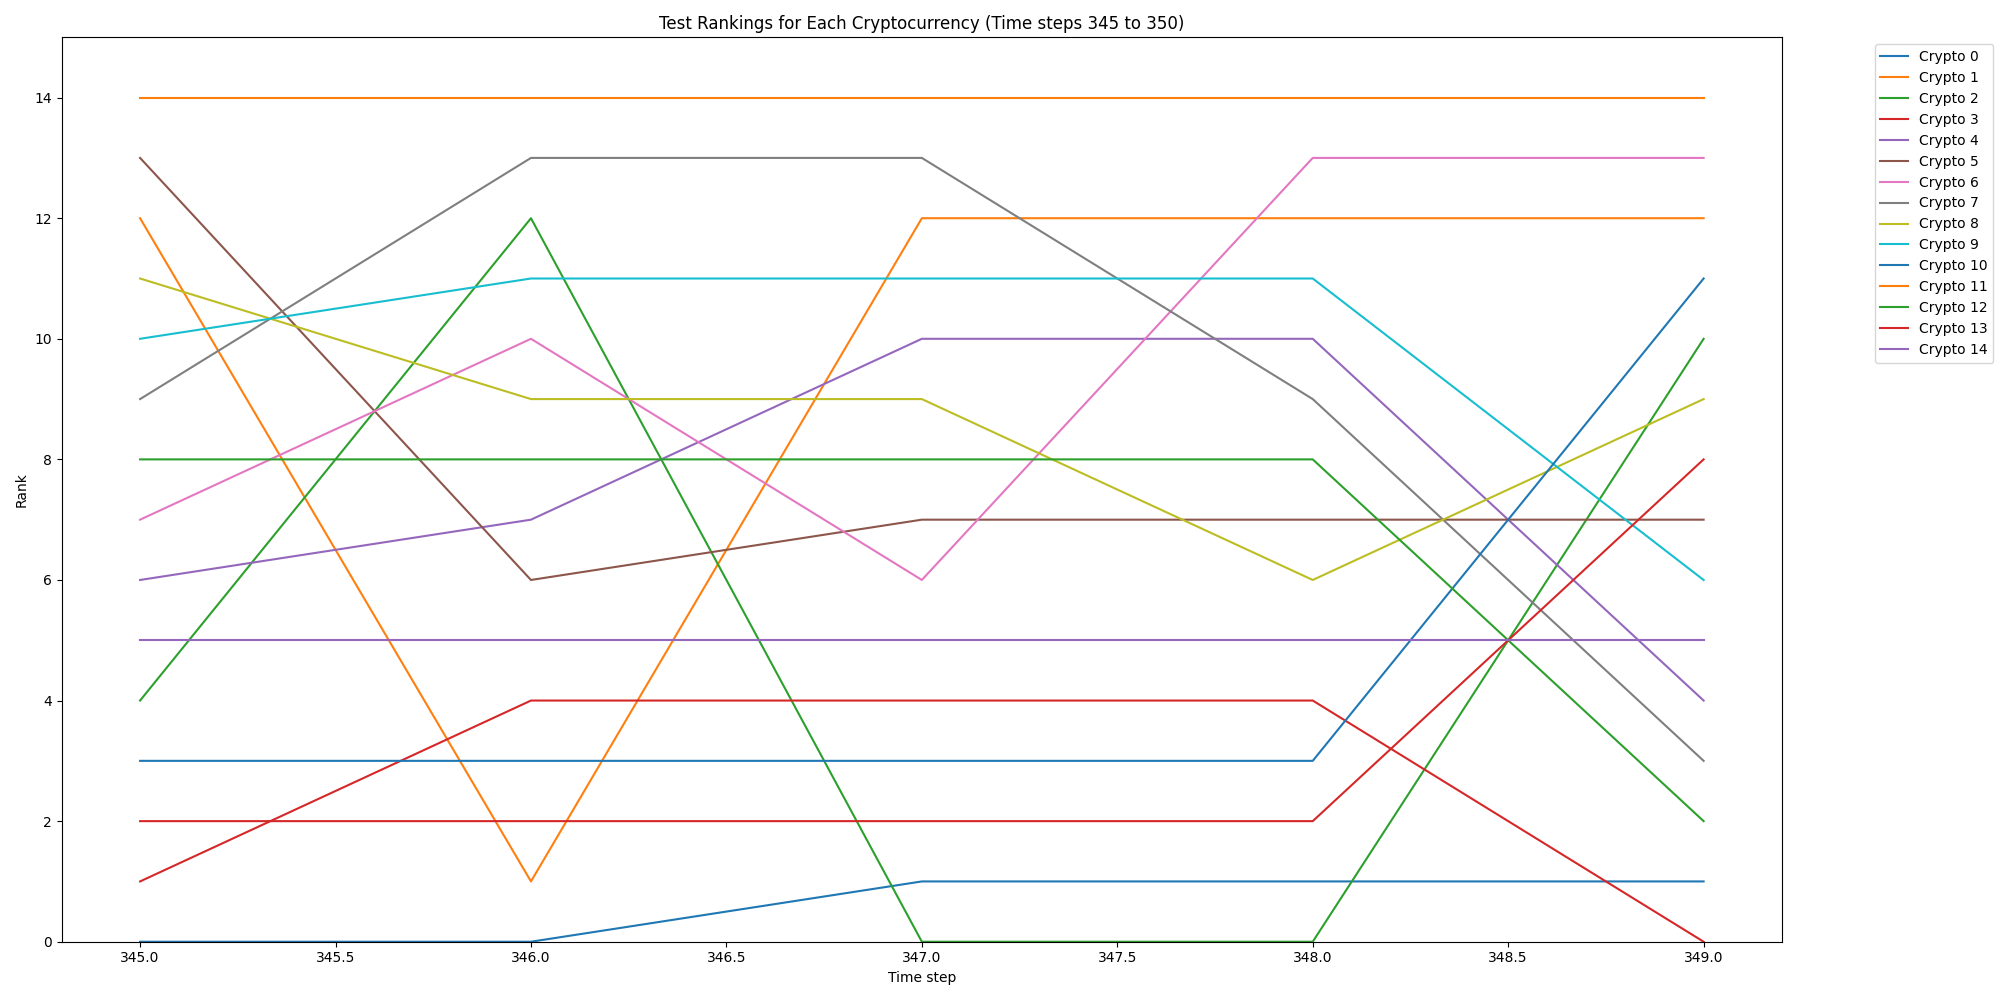 Test Rankings for Each Cryptocurrency (Time steps 345 to 350)
Rank
14
12
10
8
6
4
2
0
345.0
345.5
346.0
346.5
347.0
347.5
348.0
348.5
349.0
Time step
Crypto 0
Crypto 1
Crypto 2
Crypto 3
Crypto 4
Crypto 5
Crypto 6
Crypto 7
Crypto 8
Crypto 9
Crypto 10
Crypto 11
Crypto 12
Crypto 13
Crypto 14